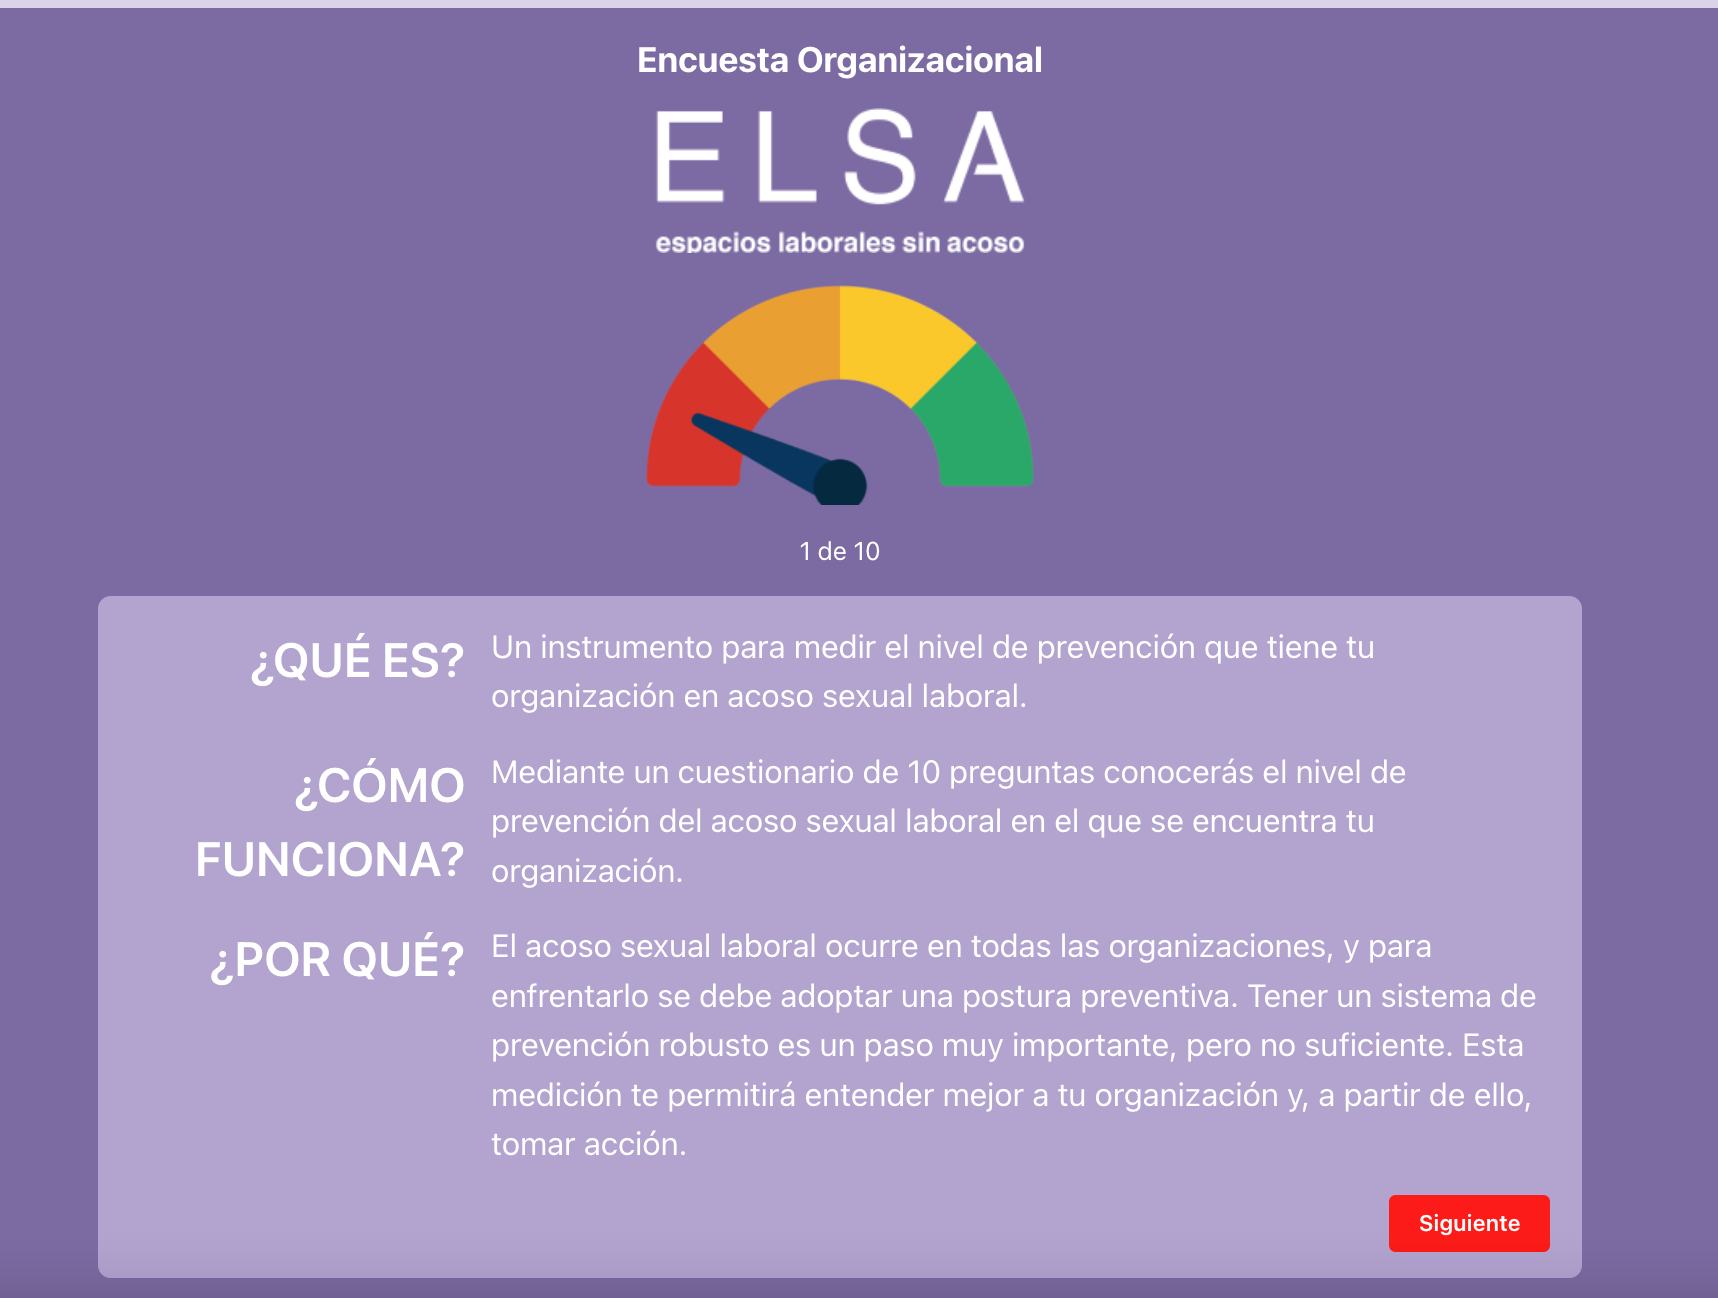 Encuesta Organizacional
ELSA
espacios laborales sin acoso
1 de 10
¿QUÉ ES?
Un instrumento para medir el nivel de prevención que tiene tu
organización en acoso sexual laboral.
¿CÓMO
FUNCIONA?
Mediante un cuestionario de 10 preguntas conocerás el nivel de
prevención del acoso sexual laboral en el que se encuentra tu
organización.
¿POR QUÉ?
El acoso sexual laboral ocurre en todas las organizaciones, y para
enfrentarlo se debe adoptar una postura preventiva. Tener un sistema de
prevención robusto es un paso muy importante, pero no suficiente. Esta
medición te permitirá entender mejor a tu organización y, a partir de ello,
tomar acción.
Siguiente